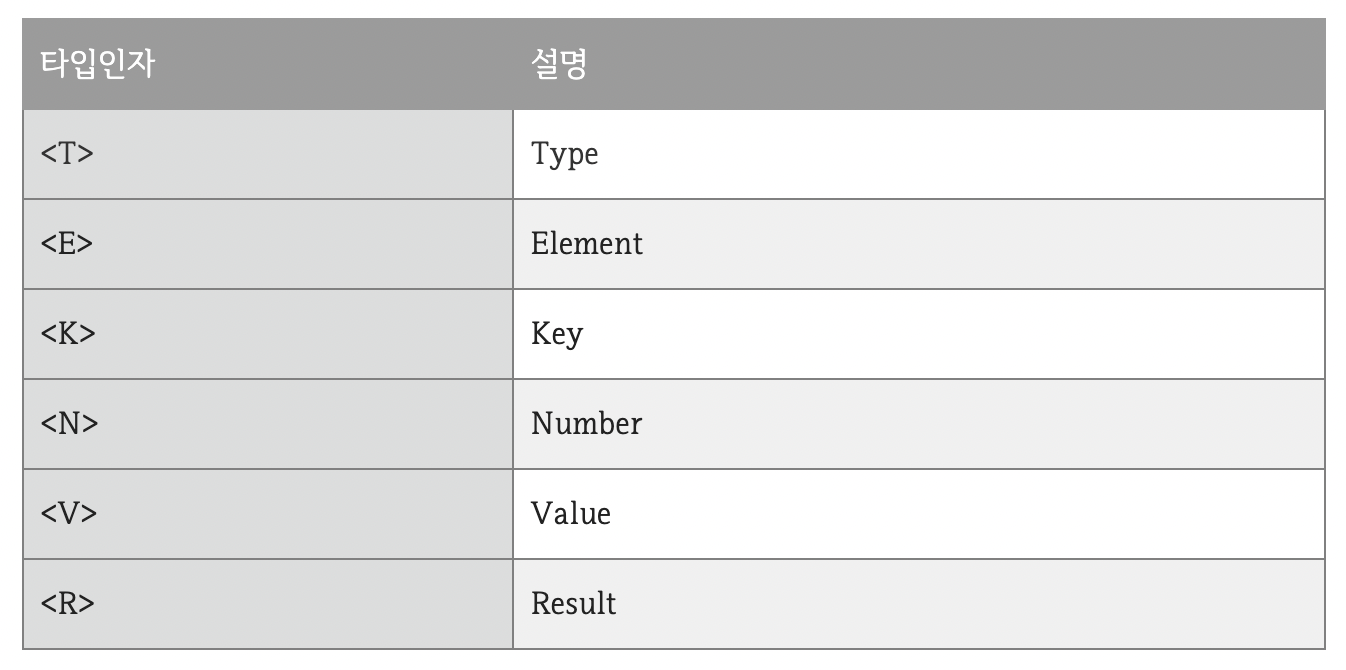 타입인자 설명
<T> Type
<E> Element
<K> Key
<N> Number
<V> Value
<R> Result